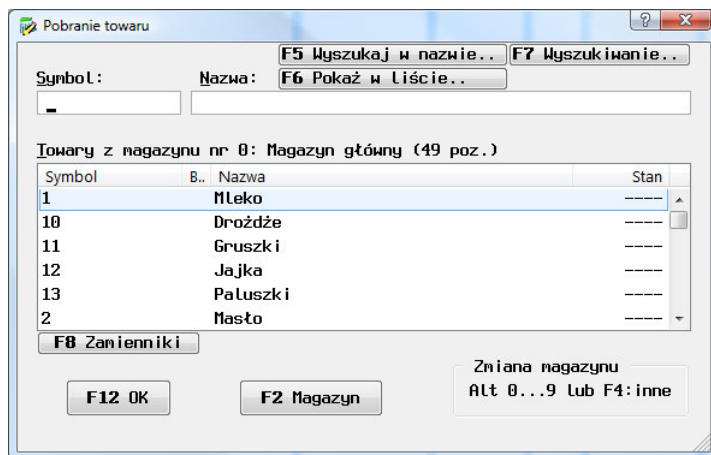 Pobranie towaru
F5 Wyszukaj w nazwie.. F7 Wyszukiwanie..
Symbol: Nazwa: F6 Pokaż w liście..
Towary z magazynu nr 0: Magazyn główny (49 poz.)
Symbol B.. Nazwa Stan
1 Mleko ----
10 Drożdże ----
11 Gruszki ----
12 Jajka ----
13 Paluszki ----
2 Masło ----
F8 Zamienniki
Zmiana magazynu
F12 OK F2 Magazyn Alt 0...9 lub F4:inne